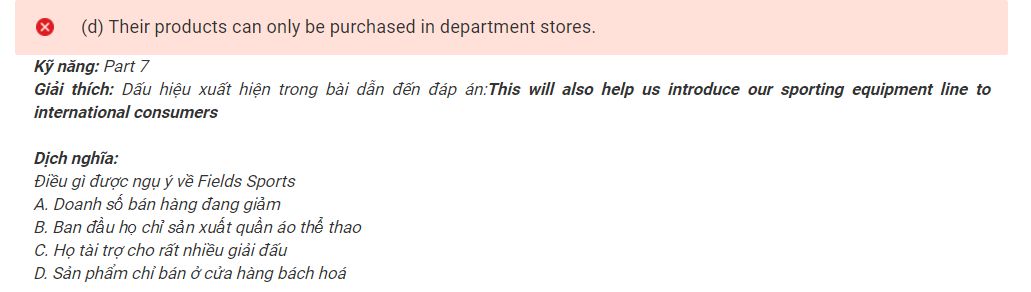 (d) Their products can only be purchased in department stores.
Kỹ năng: Part 7
Giải thích: Dấu hiệu xuất hiện trong bài dẫn đến đáp án:This will also help us introduce our sporting equipment line to
international consumers
Dịch nghĩa:
Điều gì được ngụ ý về Fields Sports
A. Doanh số bán hàng đang giảm
B. Ban đầu họ chỉ sản xuất quần áo thể thao
C. Họ tài trợ cho rất nhiều giải đấu
D. Sản phẩm chỉ bán ở cửa hàng bách hoá